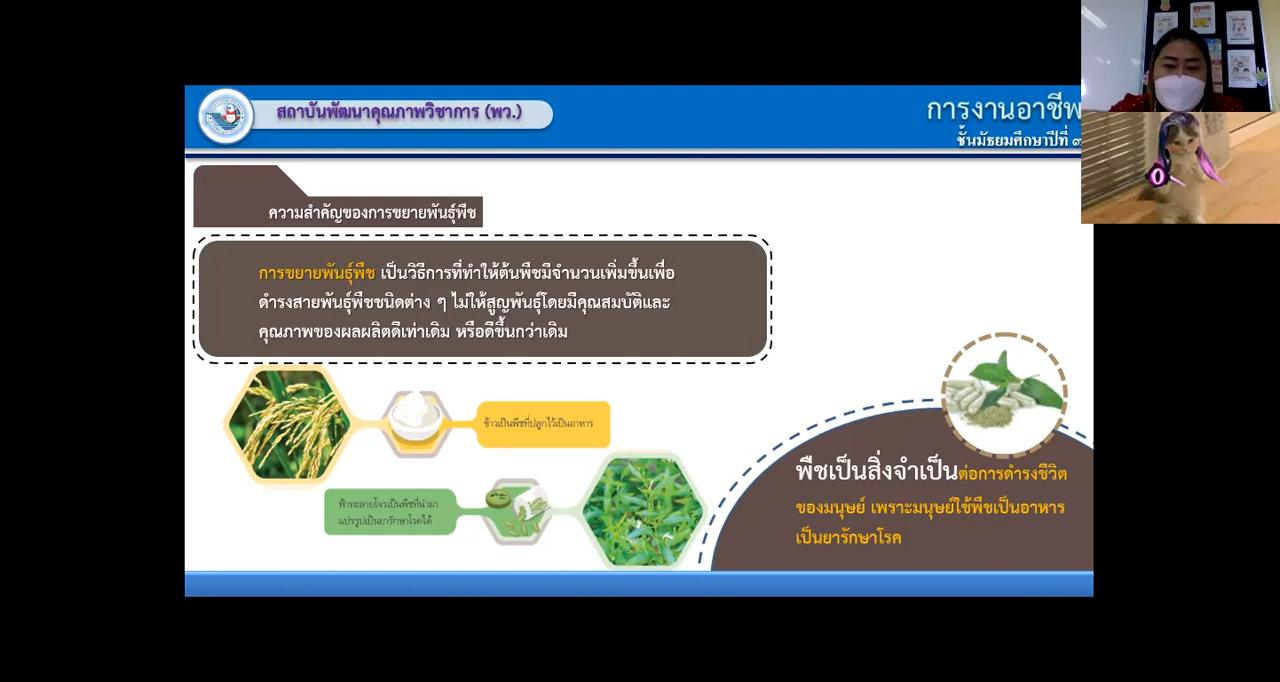 สถาบันพัฒนาคุณภาพวิชาการ (พว.)
การงานอาชีพ
ชั้นมัธยมศึกษาปีที่ ๓
ความสำคัญของการขยายพันธุ์พืช
การขยายพันธุ์พืช เป็นวิธีการที่ทำให้ต้นพืชมีจำนวนเพิ่มขึ้นเพื่อ
ดำรงสายพันธุ์พืชชนิดต่าง ๆ ไม่ให้สูญพันธุ์โดยมีคุณสมบัติและ
คุณภาพของผลผลิตดีเท่าเดิม หรือดีขึ้นกว่าเดิม
ข้าวเป็นพืชที่ปลูกไว้เป็นอาหาร
ฟ้าทะลายโจรเป็นพืชที่นำมา
แปรรูปเป็นยารักษาโรคได้
พืชเป็นสิ่งจำเป็นต่อการดำรงชีวิต
ของมนุษย์ เพราะมนุษย์ใช้พืชเป็นอาหาร
เป็นยารักษาโรค